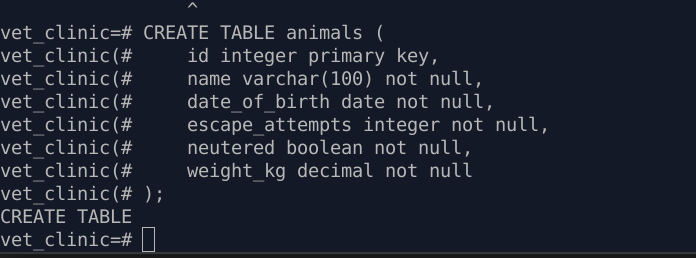 ^
vet_clinic=# CREATE TABLE animals (
vet_clinic(#     id integer primary key,
vet_clinic(#     name varchar(100) not null,
vet_clinic(#     date_of_birth date not null,
vet_clinic(#     escape_attempts integer not null,
vet_clinic(#     neutered boolean not null,
vet_clinic(#     weight_kg decimal not null
vet_clinic(# );
CREATE TABLE
vet_clinic=#